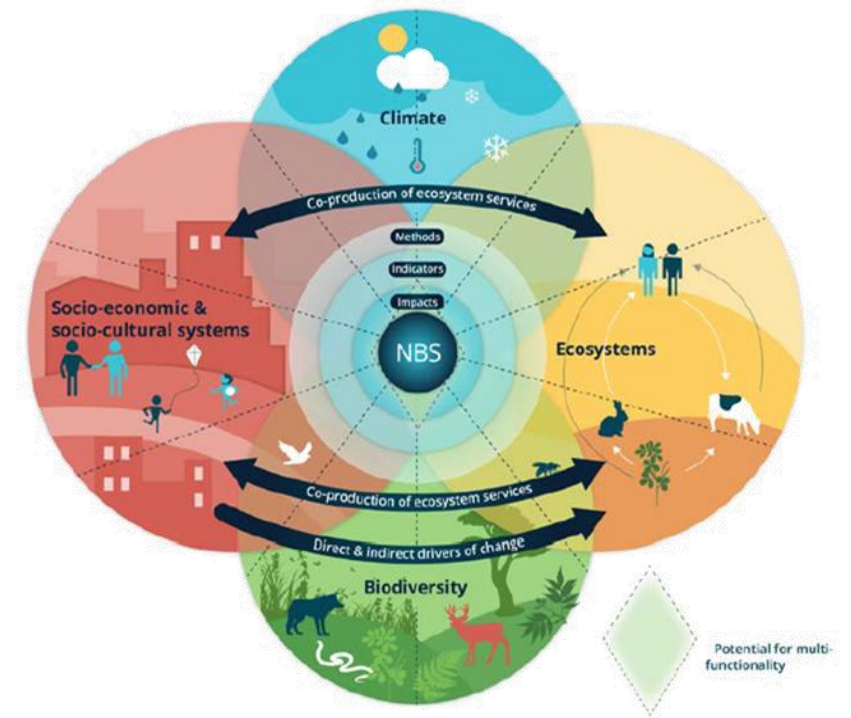 Climate
Co-production of ecosystem services
Methods
Indicators
Impacts
NBS
Socio-economic &
socio-cultural systems
Ecosystems
Co-production of ecosystem services
Direct & indirect drivers of change
Biodiversity
Potential for multi-
functionality